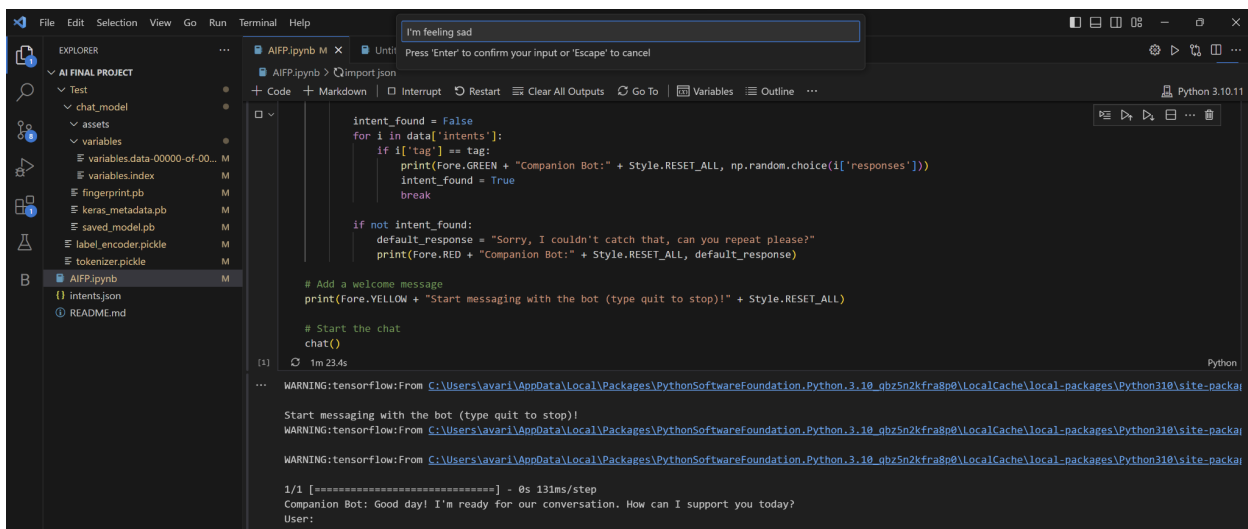 File Edit Selection View Go Run Terminal Help
I'm feeling sad
Press 'Enter' to confirm your input or 'Escape' to cancel
EXPLORER
AI FINAL PROJECT
Test
chat_model
assets
variables
variables.data-00000-of-00... M
variables.index M
fingerprint.pb M
keras_metadata.pb M
saved_model.pb M
label_encoder.pickle M
tokenizer.pickle M
AIFP.ipynb M
intents.json
README.md
1
8
1
B
AIFP.ipynb M Unti
AIFP.ipynb > import json
+ Code + Markdown | Interrupt Restart Clear All Outputs Go To | Variables Outline ... Python 3.10.11
intent_found = False
for i in data['intents']:
if i['tag'] == tag:
print(Fore.GREEN + "Companion Bot:" + Style.RESET_ALL, np.random.choice(i['responses']))
intent_found = True
break
if not intent_found:
default_response = "Sorry, I couldn't catch that, can you repeat please?"
print(Fore.RED + "Companion Bot:" + Style.RESET_ALL, default_response)
# Add a welcome message
print(Fore.YELLOW + "Start messaging with the bot (type quit to stop)!" + Style.RESET_ALL)
# Start the chat
chat()
[1] 1m 23.4s Python
... WARNING:tensorflow:From C:\Users\avari\AppData\Local\Packages\PythonSoftwareFoundation.Python.3.10_qbz5n2kfra8p0\LocalCache\local-packages\Python310\site-packag
Start messaging with the bot (type quit to stop)!
WARNING:tensorflow:From C:\Users\avari\AppData\Local\Packages\PythonSoftwareFoundation.Python.3.10_qbz5n2kfra8p0\LocalCache\local-packages\Python310\site-packag
WARNING:tensorflow:From C:\Users\avari\AppData\Local\Packages\PythonSoftwareFoundation.Python.3.10_qbz5n2kfra8p0\LocalCache\local-packages\Python310\site-packag
1/1 [==============================] - 0s 131ms/step
Companion Bot: Good day! I'm ready for our conversation. How can I support you today?
User: